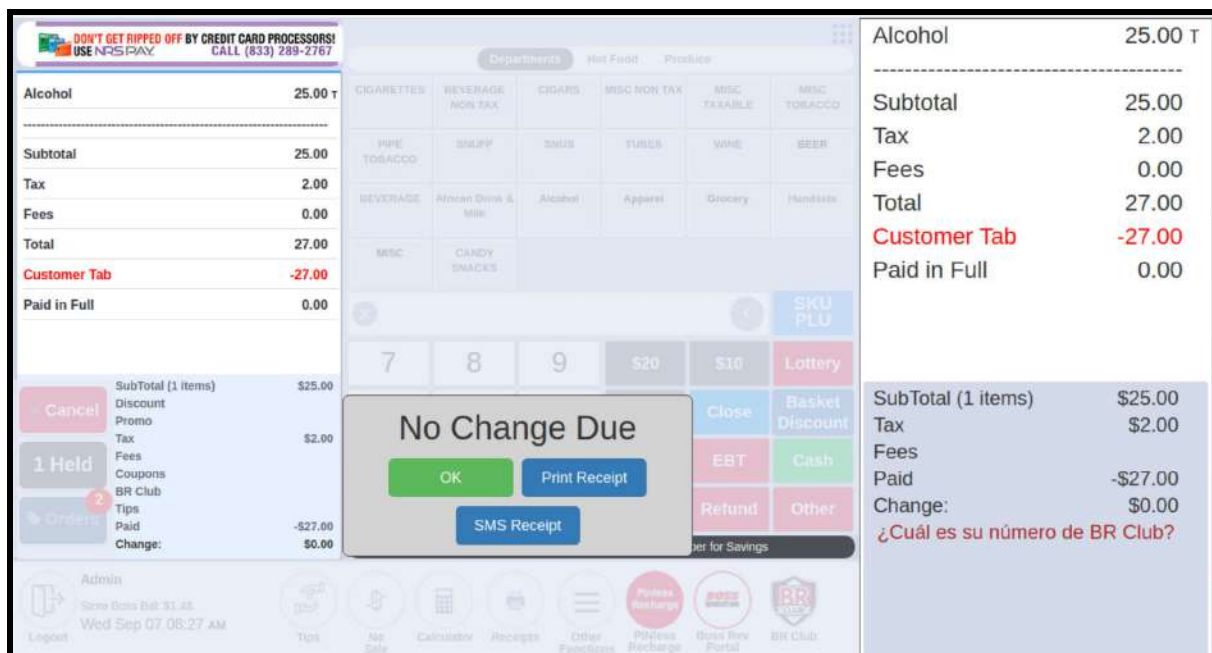 DON'T GET RIPPED OFF BY CREDIT CARD PROCESSORS!
USE NRS PAY. CALL (833) 289-2767
Alcohol 25.00 T
Subtotal 25.00
Tax 2.00
Fees 0.00
Total 27.00
Customer Tab -27.00
Paid in Full 0.00
Cancel
1 Held
2
Orders
SubTotal (1 items) $25.00
Discount
Promo
Tax $2.00
Fees
Coupons
BR Club
Tips
Paid -$27.00
Change: $0.00
Departments Hot Food Produce
CIGARETTES BEVERAGE NON TAX CIGARS MISC NON TAX MISC TAXABLE MISC TOBACCO
PIPE TOBACCO SNUFF SNUS TUBES WINE BEER
BEVERAGE African Drink & Milk Alcohol Apparel Grocery Handsets
MISC CANDY SNACKS
SKU PLU
7 8 9 $20 $10 Lottery
Close Basket Discount
EBT Cash
Refund Other
No Change Due
OK Print Receipt
SMS Receipt
per for Savings
Admin
Wed Sep 07 08:27 AM
Logout Tips No Sale Calculator Receipts Other Functions PINless Recharge Boss Rev Portal BR Club
Pinless Recharge
BOSS
BR
CLUB
Alcohol 25.00 T
Subtotal 25.00
Tax 2.00
Fees 0.00
Total 27.00
Customer Tab -27.00
Paid in Full 0.00
SubTotal (1 items) $25.00
Tax $2.00
Fees
Paid -$27.00
Change: $0.00
¿Cuál es su número de BR Club?